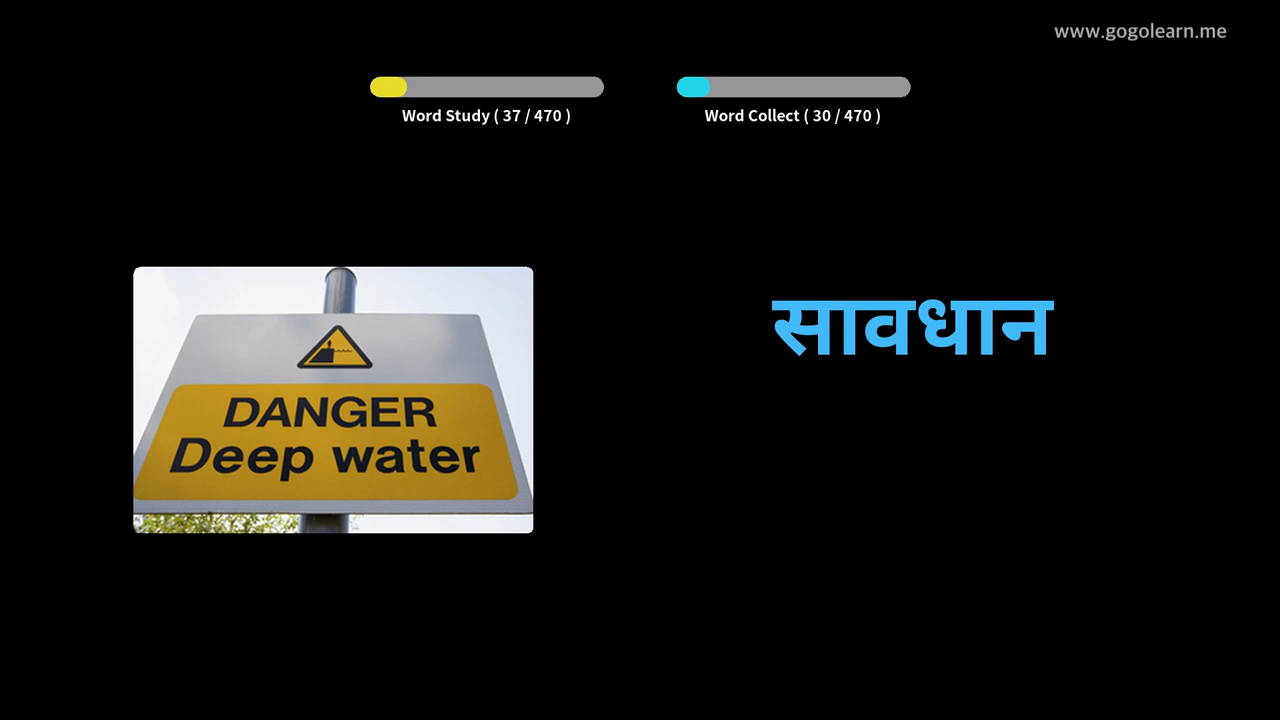 www.gogolearn.me
Word Study ( 37 / 470 )
Word Collect ( 30 / 470 )
DANGER
Deep water
सावधान